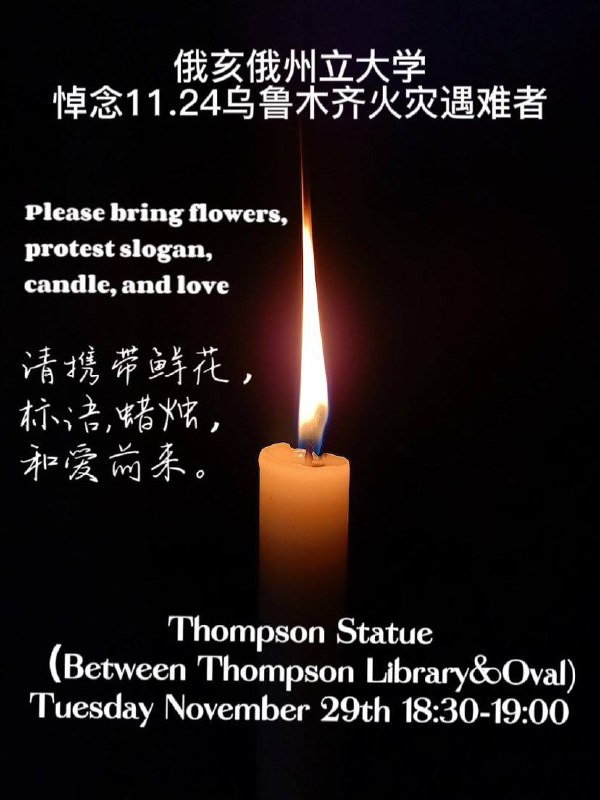 俄亥俄州立大学
悼念11.24乌鲁木齐火灾遇难者
Please bring flowers,
protest slogan,
candle, and love
请携带鲜花，
标语，蜡烛，
和爱前来。
Thompson Statue
(Between Thompson Library&Oval)
Tuesday November 29th 18:30-19:00